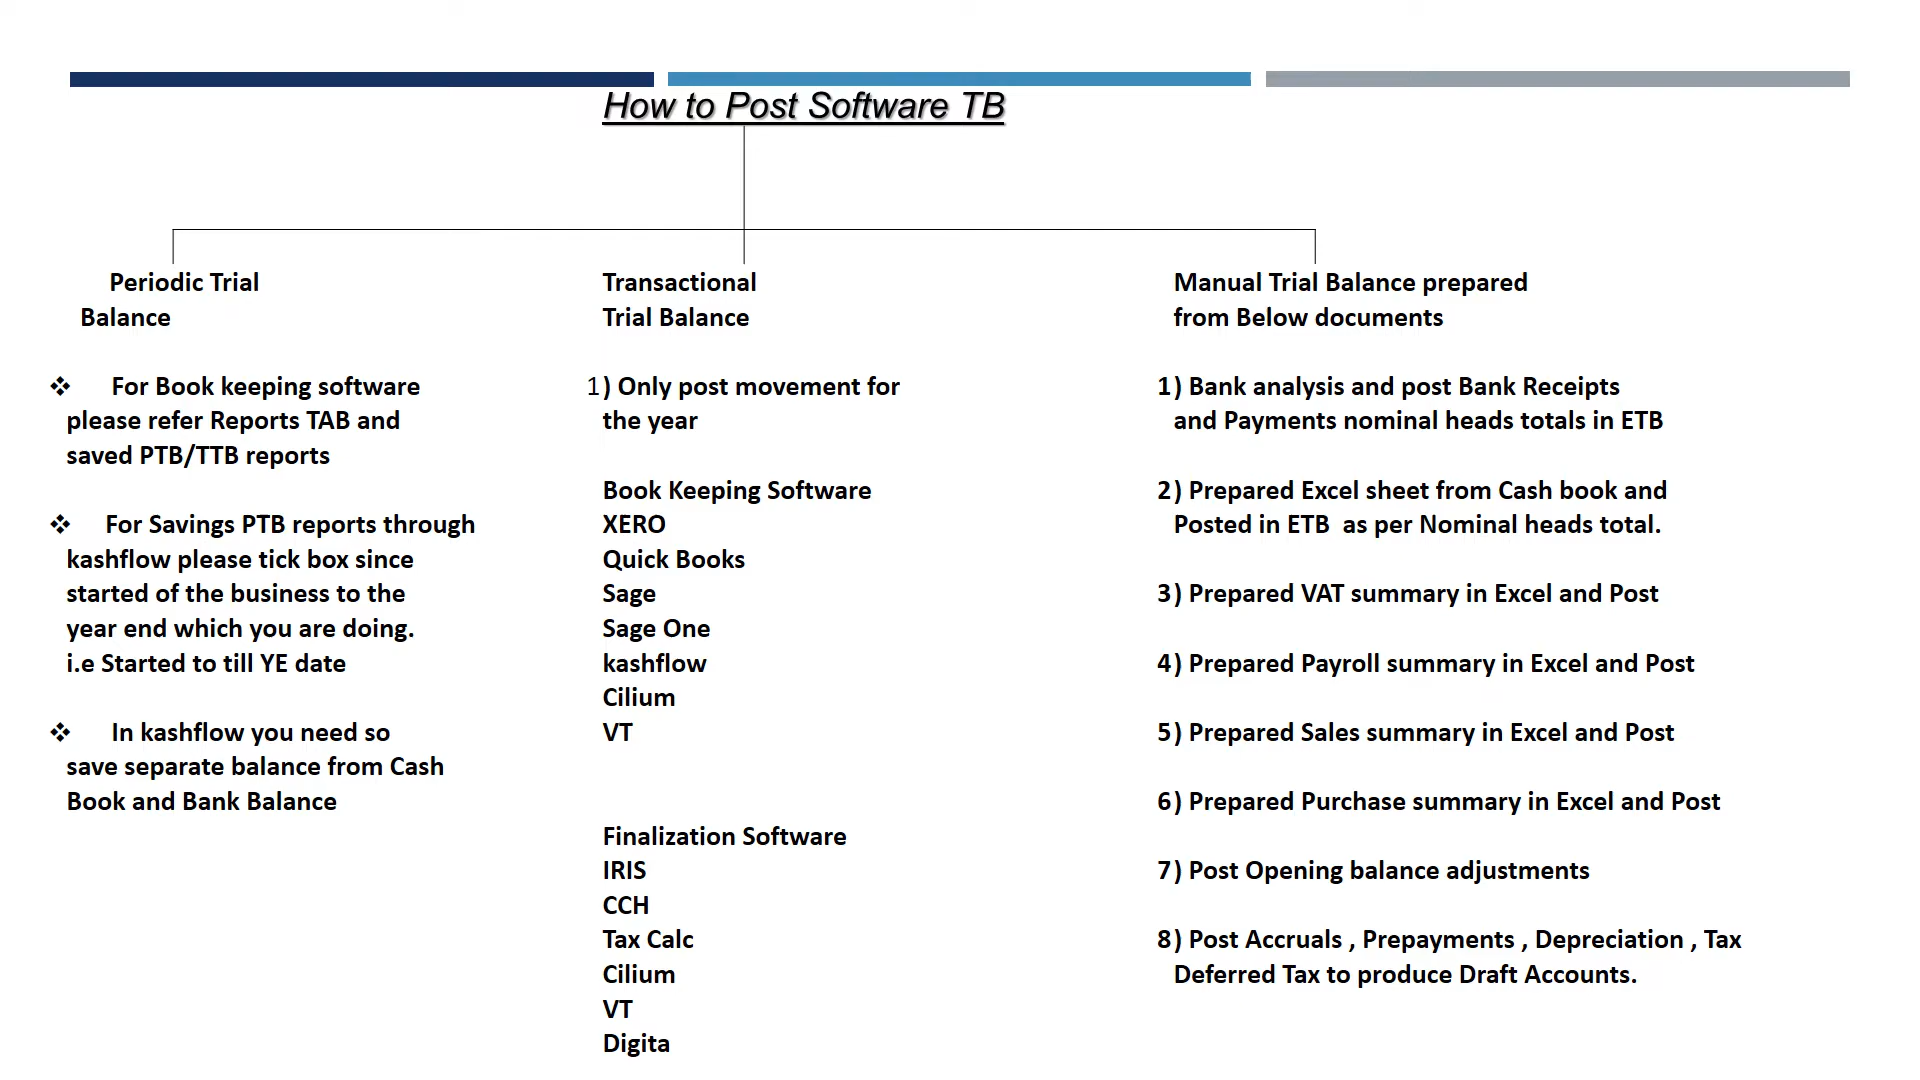 How to Post Software TB
Periodic Trial
Balance
❖ For Book keeping software
please refer Reports TAB and
saved PTB/TTB reports
❖ For Savings PTB reports through
kashflow please tick box since
started of the business to the
year end which you are doing.
i.e Started to till YE date
❖ In kashflow you need so
save separate balance from Cash
Book and Bank Balance
Transactional
Trial Balance
1) Only post movement for
the year
Book Keeping Software
XERO
Quick Books
Sage
Sage One
kashflow
Cilium
VT
Finalization Software
IRIS
CCH
Tax Calc
Cilium
VT
Digita
Manual Trial Balance prepared
from Below documents
1) Bank analysis and post Bank Receipts
and Payments nominal heads totals in ETB
2) Prepared Excel sheet from Cash book and
Posted in ETB as per Nominal heads total.
3) Prepared VAT summary in Excel and Post
4) Prepared Payroll summary in Excel and Post
5) Prepared Sales summary in Excel and Post
6) Prepared Purchase summary in Excel and Post
7) Post Opening balance adjustments
8) Post Accruals , Prepayments , Depreciation , Tax
Deferred Tax to produce Draft Accounts.